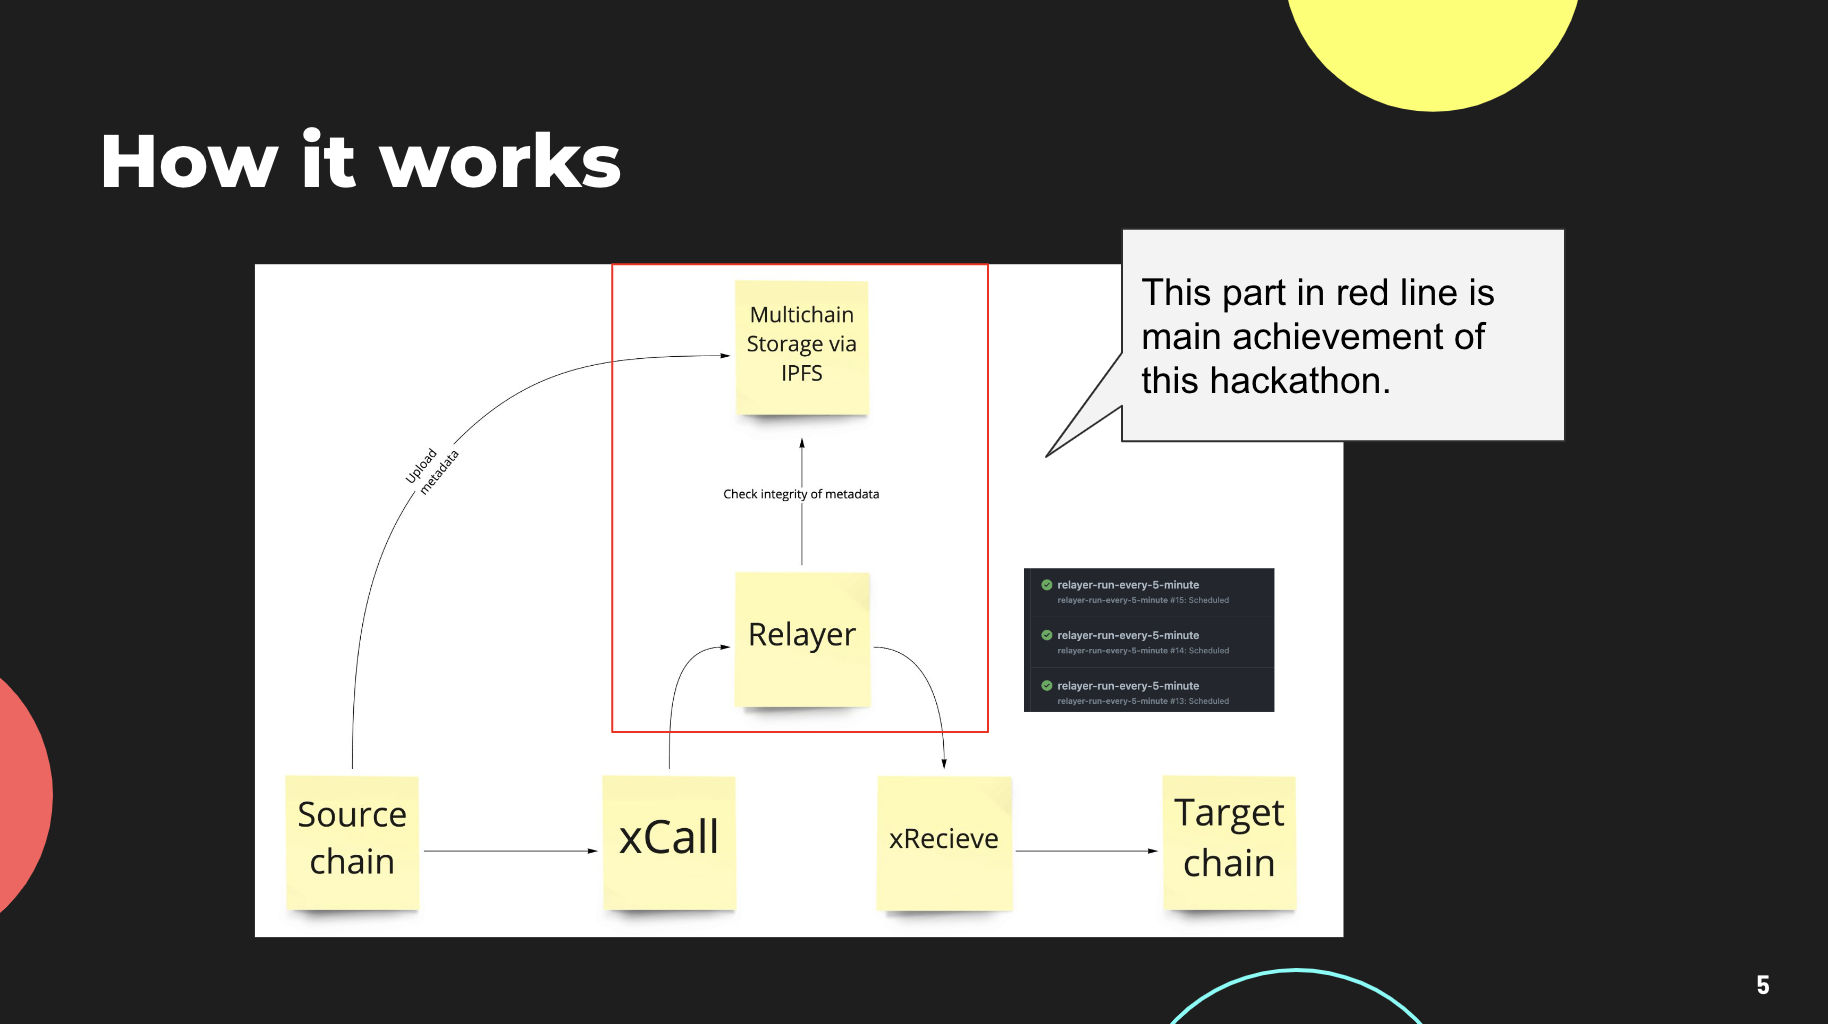 How it works
This part in red line is
main achievement of
this hackathon.
Multichain
Storage via
IPFS
Upload
metadata
Check integrity of metadata
Relayer
relayer-run-every-5-minute
relayer-run-every-5-minute #15: Scheduled
relayer-run-every-5-minute
relayer-run-every-5-minute #14: Scheduled
relayer-run-every-5-minute
relayer-run-every-5-minute #13: Scheduled
Source
chain
xCall
xRecieve
Target
chain
5